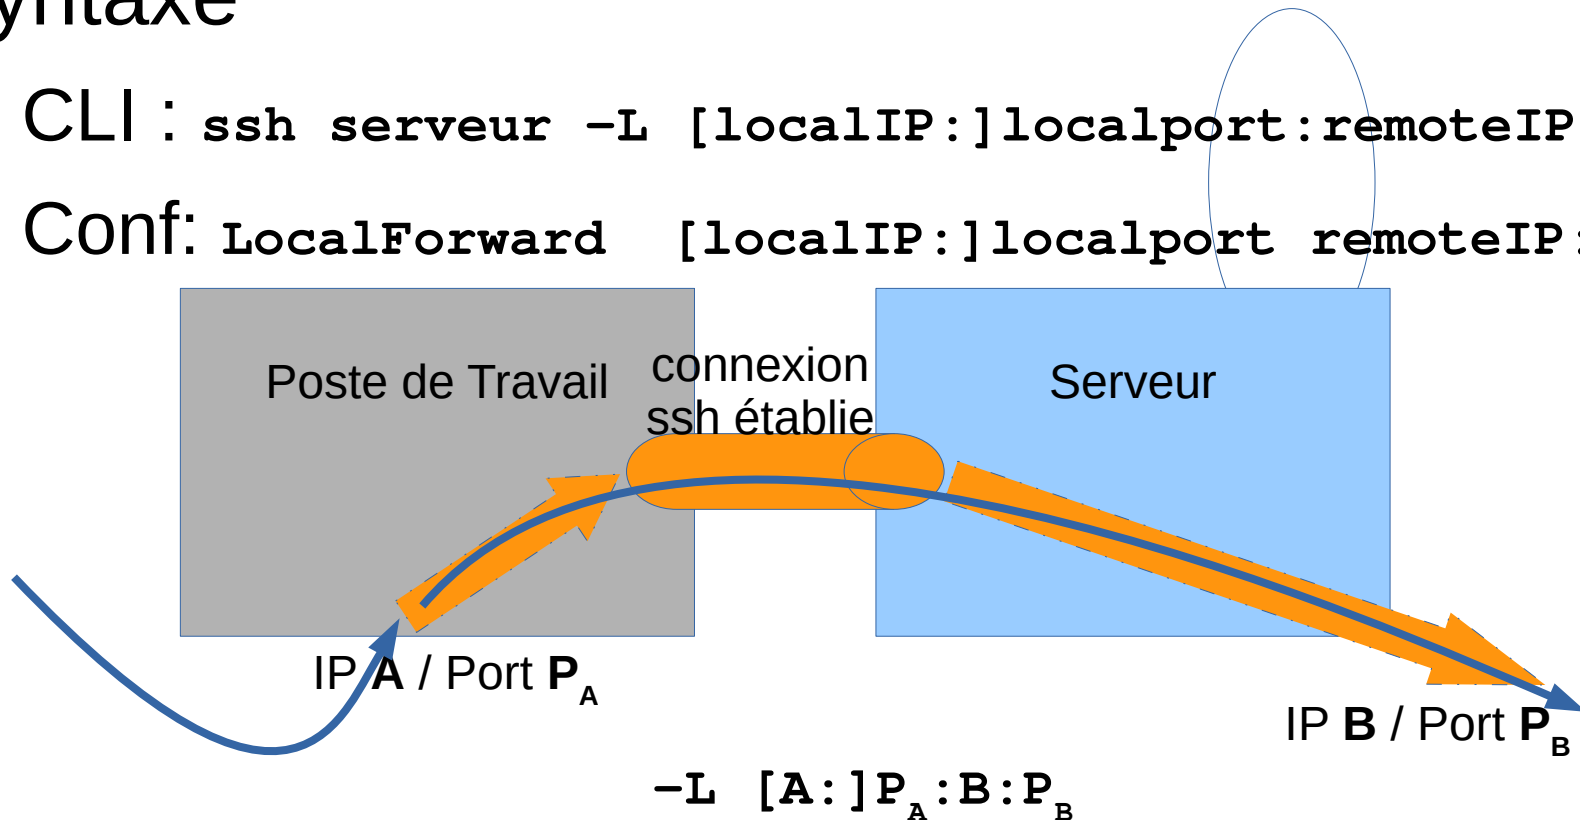 yntaxe
CLI : ssh serveur -L [localIP:]localport:remoteIP
Conf: LocalForward [localIP:]localport remoteIP:
Poste de Travail
connexion
ssh établie
Serveur
IP A / Port PA
IP B / Port PB
-L [A:]PA:B:PB